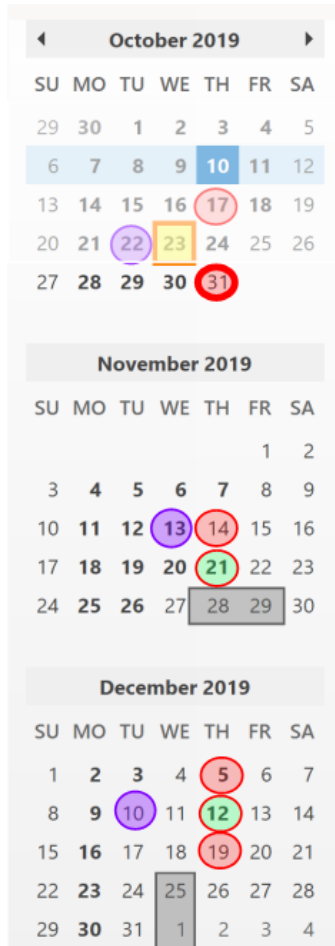 October 2019
SU MO TU WE TH FR SA
29 30 1 2 3 4 5
6 7 8 9 10 11 12
13 14 15 16 17 18 19
20 21 22 23 24 25 26
27 28 29 30 31
November 2019
SU MO TU WE TH FR SA
1 2
3 4 5 6 7 8 9
10 11 12 13 14 15 16
17 18 19 20 21 22 23
24 25 26 27 28 29 30
December 2019
SU MO TU WE TH FR SA
1 2 3 4 5 6 7
8 9 10 11 12 13 14
15 16 17 18 19 20 21
22 23 24 25 26 27 28
29 30 31 1 2 3 4